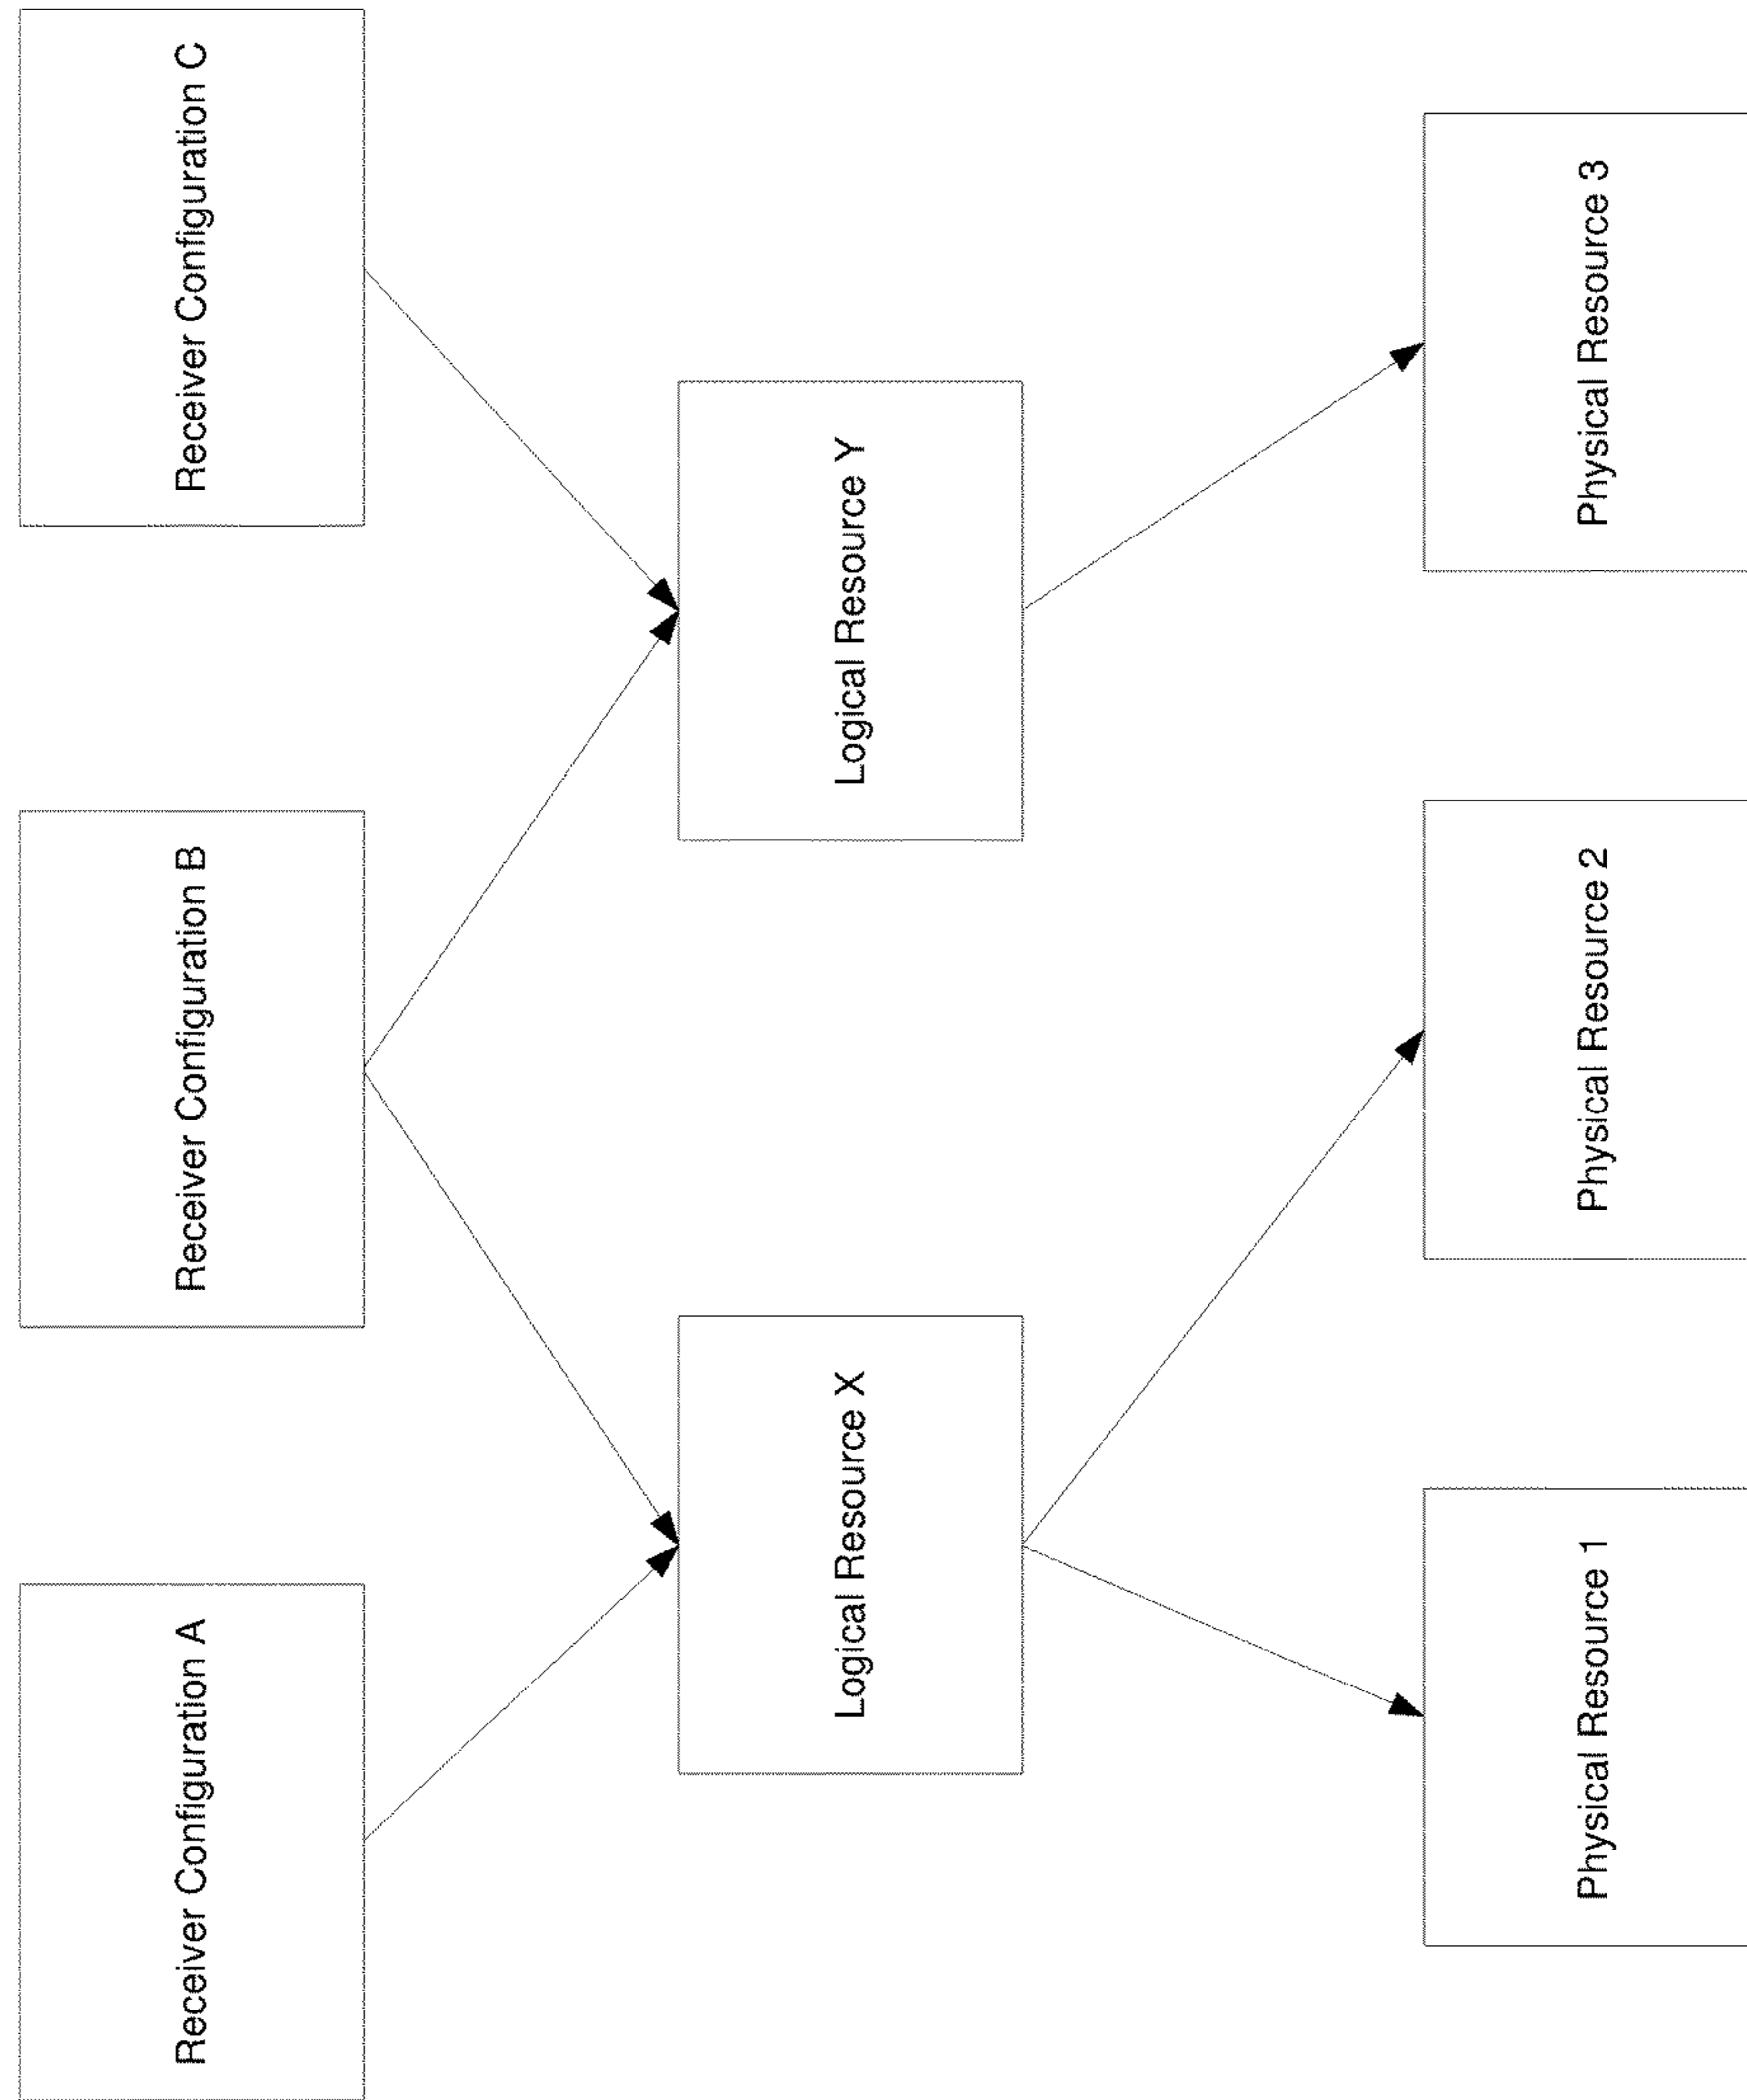 Receiver Configuration A
Receiver Configuration B
Receiver Configuration C
Logical Resource X
Logical Resource Y
Physical Resource 1
Physical Resource 2
Physical Resource 3